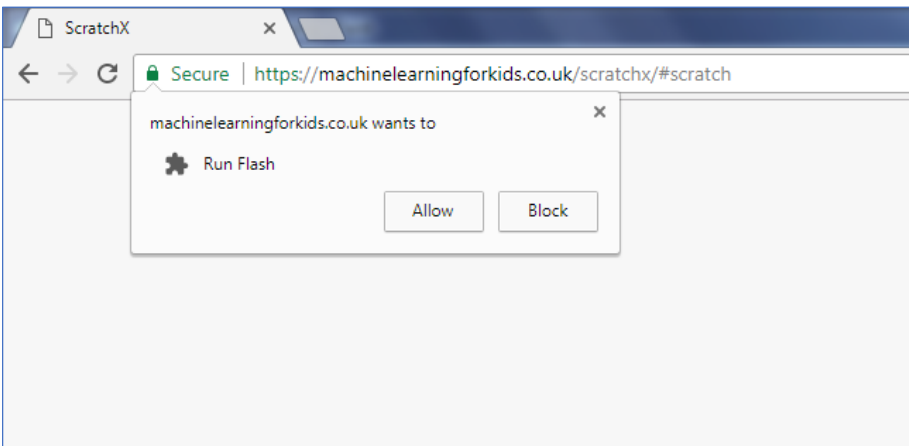 ScratchX
Secure https://machinelearningforkids.co.uk/scratchx/#scratch
machinelearningforkids.co.uk wants to
Run Flash
Allow Block